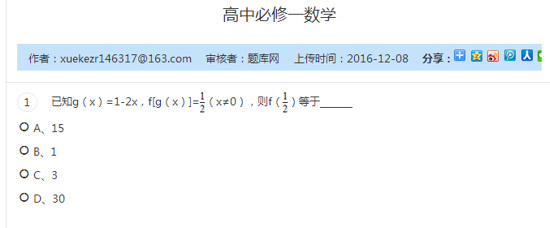 高中必修一数学
作者：xuekezr146317@163.com 审核者：题库网 上传时间：2016-12-08 分享：
1 已知g（x）=1-2x，f[g（x）]=1/2（x≠0），则f（1/2）等于______
A、15
B、1
C、3
D、30